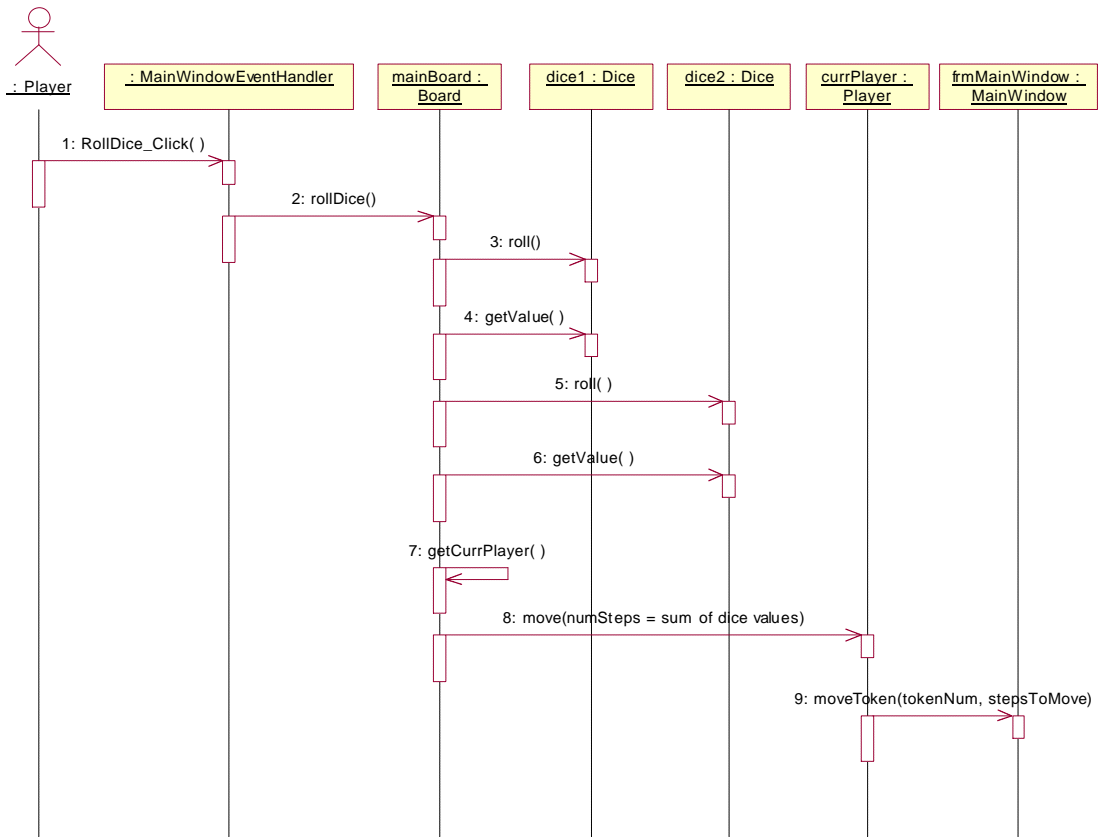 : Player
: MainWindowEventHandler
mainBoard :
Board
dice1 : Dice
dice2 : Dice
currPlayer :
Player
frmMainWindow :
MainWindow
1: RollDice_Click( )
2: rollDice()
3: roll()
4: getValue( )
5: roll( )
6: getValue( )
7: getCurrPlayer( )
8: move(numSteps = sum of dice values)
9: moveToken(tokenNum, stepsToMove)